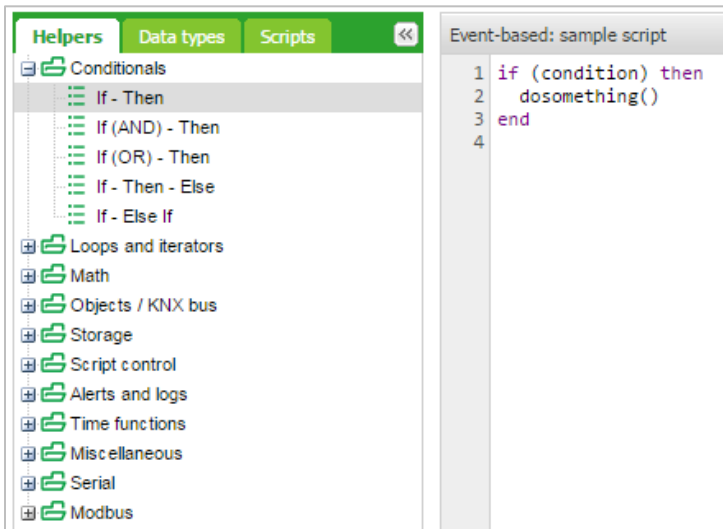 Helpers
Data types
Scripts
Conditionals
If - Then
If (AND) - Then
If (OR) - Then
If - Then - Else
If - Else If
Loops and iterators
Math
Objects / KNX bus
Storage
Script control
Alerts and logs
Time functions
Miscellaneous
Serial
Modbus
Event-based: sample script
1 if (condition) then
2   dosomething()
3 end
4